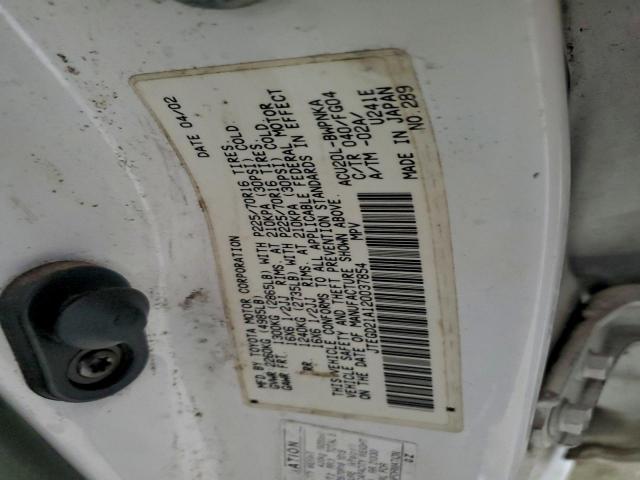 MFD BY TOYOTA MOTOR CORPORATION DATE 04/02
GVWR 2260KG (4985LB)
GAWR FRT. 1300KG (2865LB) WITH P225/70R16 TIRES
16X6 1/2JJ RIMS, AT 210KPA (30PSI) COLD
RR. 1240KG (2735LB) WITH P225/70R16 TIRES
16X6 1/2JJ RIMS, AT 210KPA (30PSI) COLD
THIS VEHICLE CONFORMS TO ALL APPLICABLE FEDERAL MOTOR
VEHICLE SAFETY AND THEFT PREVENTION STANDARDS IN EFFECT
ON THE DATE OF MANUFACTURE SHOWN ABOVE.
JTEGD21A120037854 MPV
ACU20L-BWPNKA
C/TR 040/FG04
A/TM -02A/U241E
MADE IN JAPAN
NO. 289